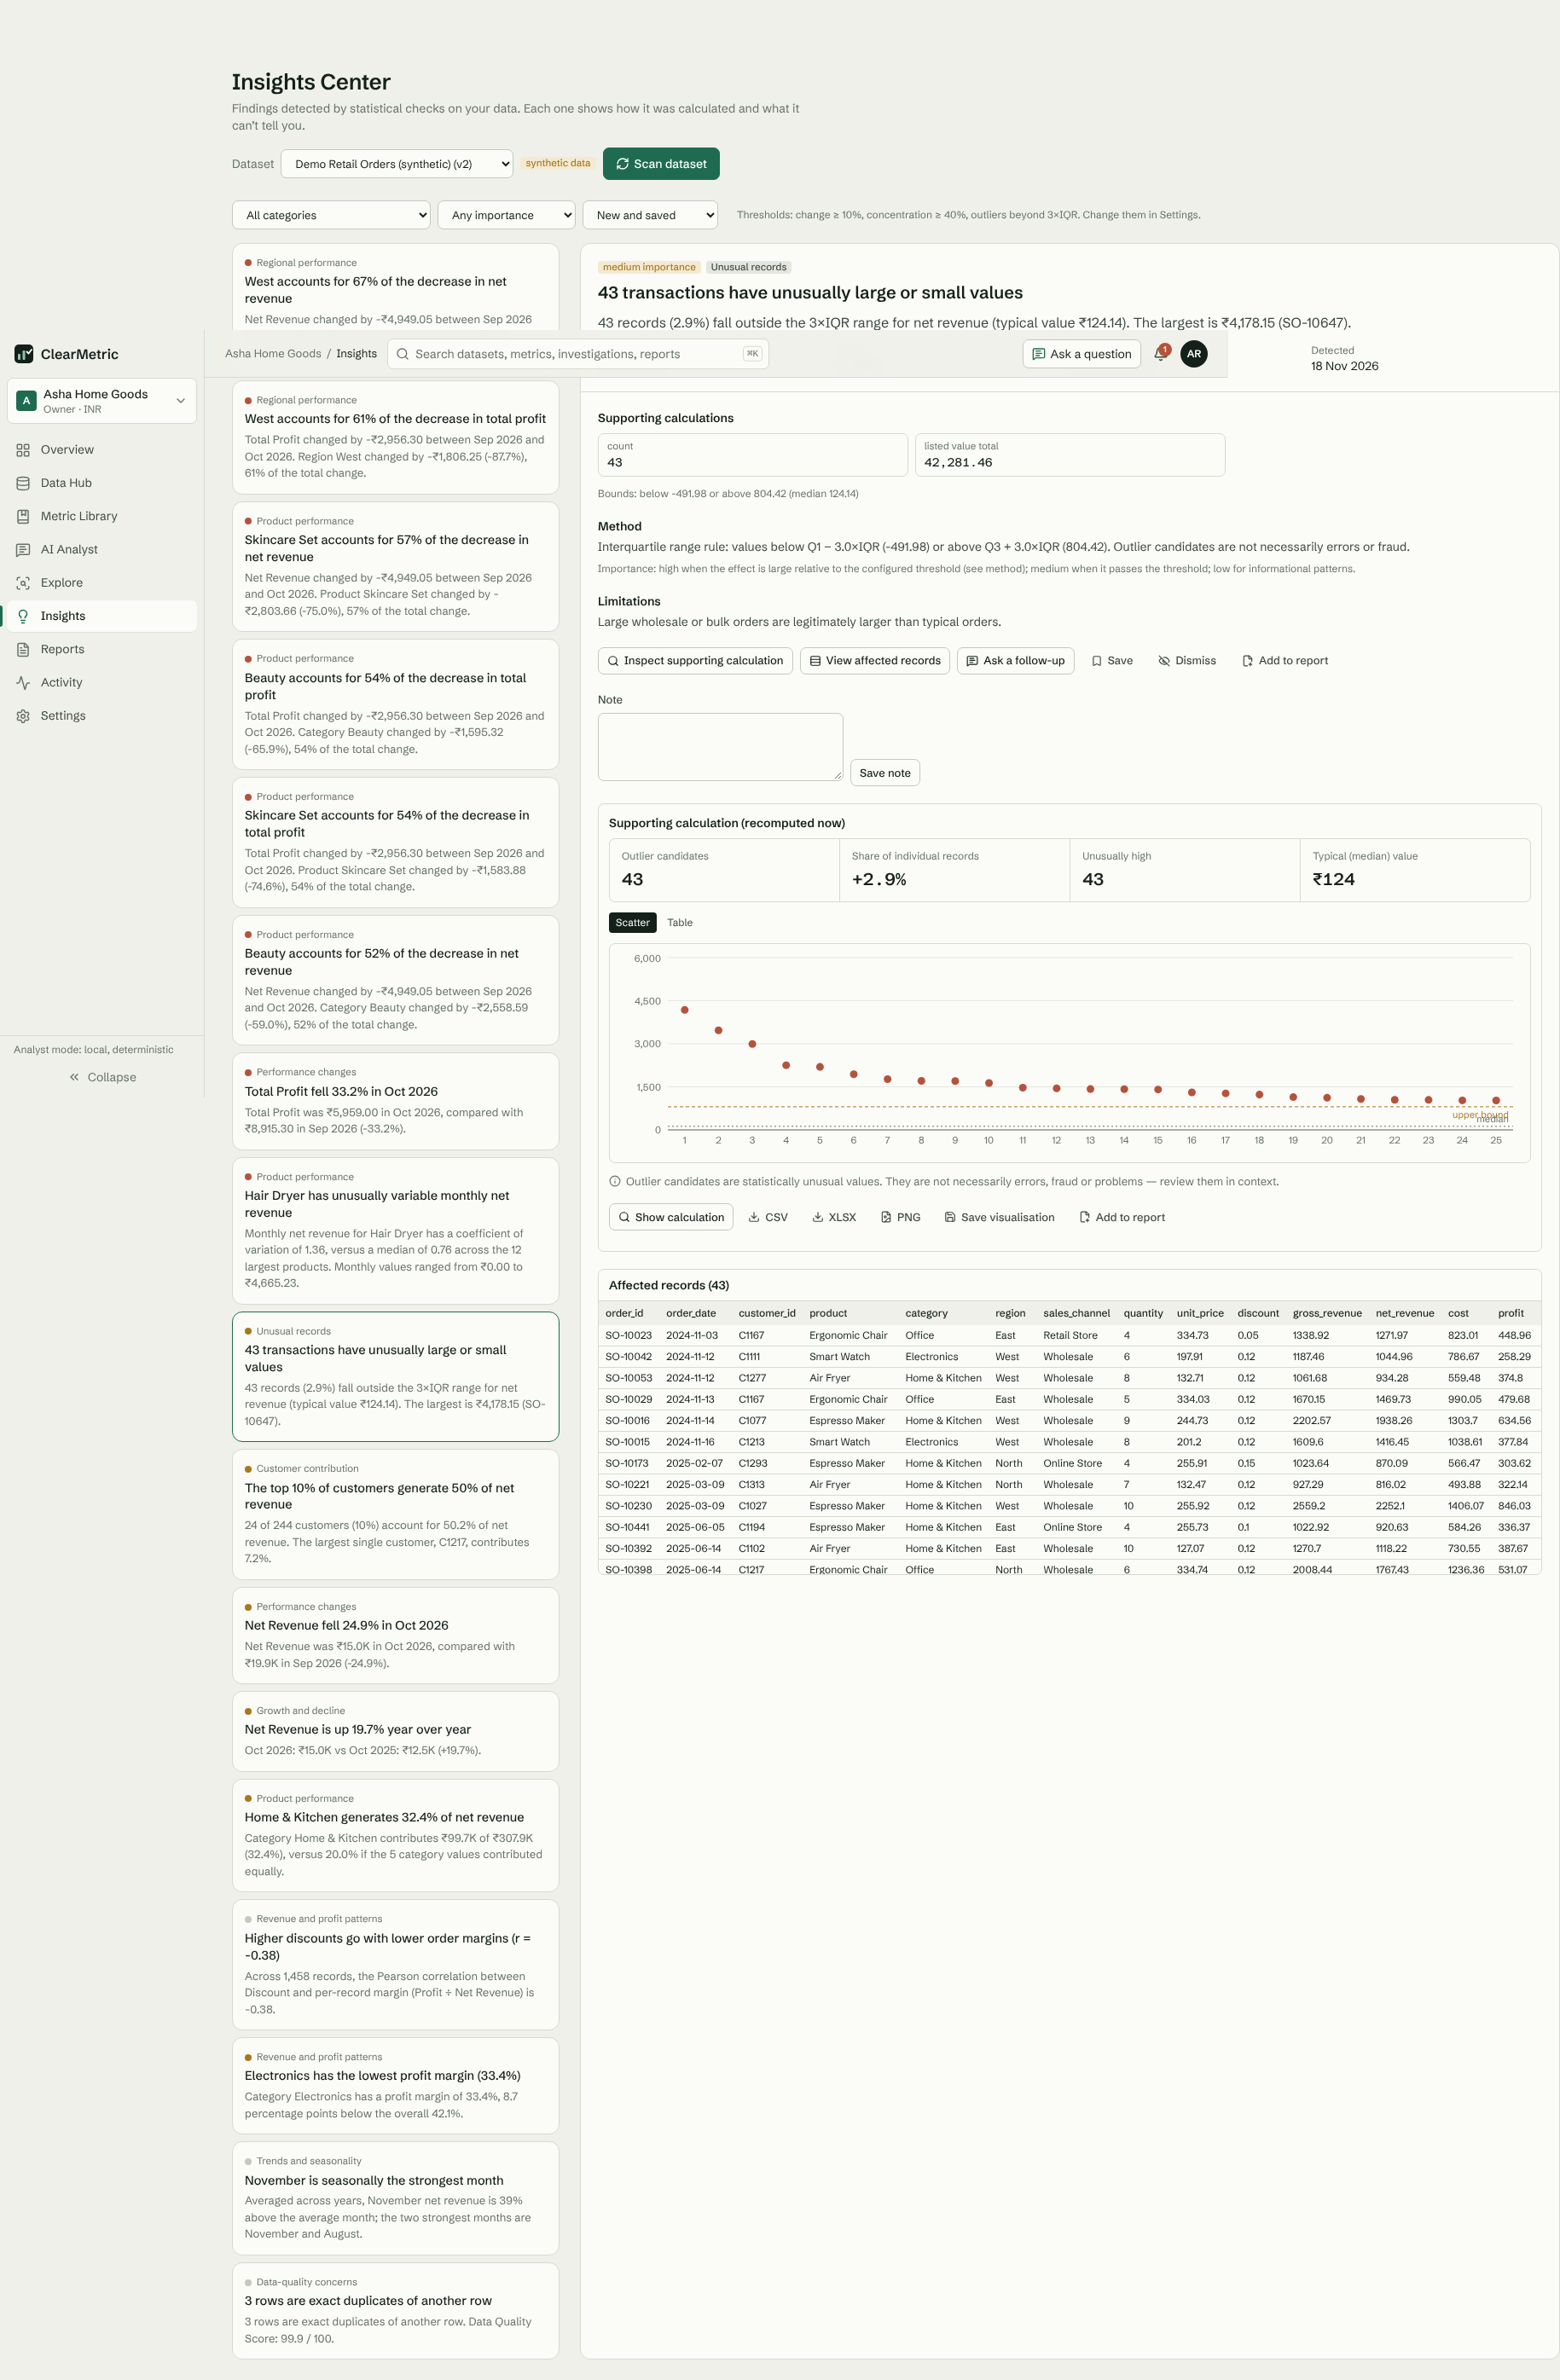 Insights Center
Findings detected by statistical checks on your data. Each one shows how it was calculated and what it
can't tell you.
Dataset
Demo Retail Orders (synthetic) (v2)
synthetic data
Scan dataset
All categories
Any importance
New and saved
Thresholds: change ≥ 10%, concentration ≥ 40%, outliers beyond 3×IQR. Change them in Settings.
ClearMetric
A
Asha Home Goods
Owner · INR
Overview
Data Hub
Metric Library
AI Analyst
Explore
Insights
Reports
Activity
Settings
Analyst mode: local, deterministic
Collapse
Asha Home Goods / Insights
Search datasets, metrics, investigations, reports
⌘K
Ask a question
1
AR
Regional performance
West accounts for 67% of the decrease in net
revenue
Net Revenue changed by -₹4,949.05 between Sep 2026
Regional performance
West accounts for 61% of the decrease in total profit
Total Profit changed by -₹2,956.30 between Sep 2026 and
Oct 2026. Region West changed by -₹1,806.25 (-87.7%),
61% of the total change.
Product performance
Skincare Set accounts for 57% of the decrease in
net revenue
Net Revenue changed by -₹4,949.05 between Sep 2026
and Oct 2026. Product Skincare Set changed by -
₹2,803.66 (-75.0%), 57% of the total change.
Product performance
Beauty accounts for 54% of the decrease in total
profit
Total Profit changed by -₹2,956.30 between Sep 2026 and
Oct 2026. Category Beauty changed by -₹1,595.32
(-65.9%), 54% of the total change.
Product performance
Skincare Set accounts for 54% of the decrease in
total profit
Total Profit changed by -₹2,956.30 between Sep 2026 and
Oct 2026. Product Skincare Set changed by -₹1,583.88
(-74.6%), 54% of the total change.
Product performance
Beauty accounts for 52% of the decrease in net
revenue
Net Revenue changed by -₹4,949.05 between Sep 2026
and Oct 2026. Category Beauty changed by -₹2,558.59
(-59.0%), 52% of the total change.
Performance changes
Total Profit fell 33.2% in Oct 2026
Total Profit was ₹5,959.00 in Oct 2026, compared with
₹8,915.30 in Sep 2026 (-33.2%).
Product performance
Hair Dryer has unusually variable monthly net
revenue
Monthly net revenue for Hair Dryer has a coefficient of
variation of 1.36, versus a median of 0.76 across the 12
largest products. Monthly values ranged from ₹0.00 to
₹4,665.23.
Unusual records
43 transactions have unusually large or small
values
43 records (2.9%) fall outside the 3×IQR range for net
revenue (typical value ₹124.14). The largest is ₹4,178.15 (SO-
10647).
Customer contribution
The top 10% of customers generate 50% of net
revenue
24 of 244 customers (10%) account for 50.2% of net
revenue. The largest single customer, C1217, contributes
7.2%.
Performance changes
Net Revenue fell 24.9% in Oct 2026
Net Revenue was ₹15.0K in Oct 2026, compared with
₹19.9K in Sep 2026 (-24.9%).
Growth and decline
Net Revenue is up 19.7% year over year
Oct 2026: ₹15.0K vs Oct 2025: ₹12.5K (+19.7%).
Product performance
Home & Kitchen generates 32.4% of net revenue
Category Home & Kitchen contributes ₹99.7K of ₹307.9K
(32.4%), versus 20.0% if the 5 category values contributed
equally.
Revenue and profit patterns
Higher discounts go with lower order margins (r =
-0.38)
Across 1,458 records, the Pearson correlation between
Discount and per-record margin (Profit ÷ Net Revenue) is
-0.38.
Revenue and profit patterns
Electronics has the lowest profit margin (33.4%)
Category Electronics has a profit margin of 33.4%, 8.7
percentage points below the overall 42.1%.
Trends and seasonality
November is seasonally the strongest month
Averaged across years, November net revenue is 39%
above the average month; the two strongest months are
November and August.
Data-quality concerns
3 rows are exact duplicates of another row
3 rows are exact duplicates of another row. Data Quality
Score: 99.9 / 100.
medium importance
Unusual records
43 transactions have unusually large or small values
43 records (2.9%) fall outside the 3×IQR range for net revenue (typical value ₹124.14). The largest is ₹4,178.15 (SO-10647).
Detected
18 Nov 2026
Supporting calculations
count
43
listed value total
42,281.46
Bounds: below -491.98 or above 804.42 (median 124.14)
Method
Interquartile range rule: values below Q1 − 3.0×IQR (-491.98) or above Q3 + 3.0×IQR (804.42). Outlier candidates are not necessarily errors or fraud.
Importance: high when the effect is large relative to the configured threshold (see method); medium when it passes the threshold; low for informational patterns.
Limitations
Large wholesale or bulk orders are legitimately larger than typical orders.
Inspect supporting calculation
View affected records
Ask a follow-up
Save
Dismiss
Add to report
Note
Save note
Supporting calculation (recomputed now)
Outlier candidates
43
Share of individual records
+2.9%
Unusually high
43
Typical (median) value
₹124
Scatter
Table
6,000
4,500
3,000
1,500
0
upper bound
median
1 2 3 4 5 6 7 8 9 10 11 12 13 14 15 16 17 18 19 20 21 22 23 24 25
Outlier candidates are statistically unusual values. They are not necessarily errors, fraud or problems — review them in context.
Show calculation
CSV
XLSX
PNG
Save visualisation
Add to report
Affected records (43)
order_id order_date customer_id product category region sales_channel quantity unit_price discount gross_revenue net_revenue cost profit
SO-10023 2024-11-03 C1167 Ergonomic Chair Office East Retail Store 4 334.73 0.05 1338.92 1271.97 823.01 448.96
SO-10042 2024-11-12 C1111 Smart Watch Electronics West Wholesale 6 197.91 0.12 1187.46 1044.96 786.67 258.29
SO-10053 2024-11-12 C1277 Air Fryer Home & Kitchen West Wholesale 8 132.71 0.12 1061.68 934.28 559.48 374.8
SO-10029 2024-11-13 C1167 Ergonomic Chair Office East Wholesale 5 334.03 0.12 1670.15 1469.73 990.05 479.68
SO-10016 2024-11-14 C1077 Espresso Maker Home & Kitchen West Wholesale 9 244.73 0.12 2202.57 1938.26 1303.7 634.56
SO-10015 2024-11-16 C1213 Smart Watch Electronics West Wholesale 8 201.2 0.12 1609.6 1416.45 1038.61 377.84
SO-10173 2025-02-07 C1293 Espresso Maker Home & Kitchen North Online Store 4 255.91 0.15 1023.64 870.09 566.47 303.62
SO-10221 2025-03-09 C1313 Air Fryer Home & Kitchen North Wholesale 7 132.47 0.12 927.29 816.02 493.88 322.14
SO-10230 2025-03-09 C1027 Espresso Maker Home & Kitchen West Wholesale 10 255.92 0.12 2559.2 2252.1 1406.07 846.03
SO-10441 2025-06-05 C1194 Espresso Maker Home & Kitchen East Online Store 4 255.73 0.1 1022.92 920.63 584.26 336.37
SO-10392 2025-06-14 C1102 Air Fryer Home & Kitchen East Wholesale 10 127.07 0.12 1270.7 1118.22 730.55 387.67
SO-10398 2025-06-14 C1217 Ergonomic Chair Office North Wholesale 6 334.74 0.12 2008.44 1767.43 1236.36 531.07